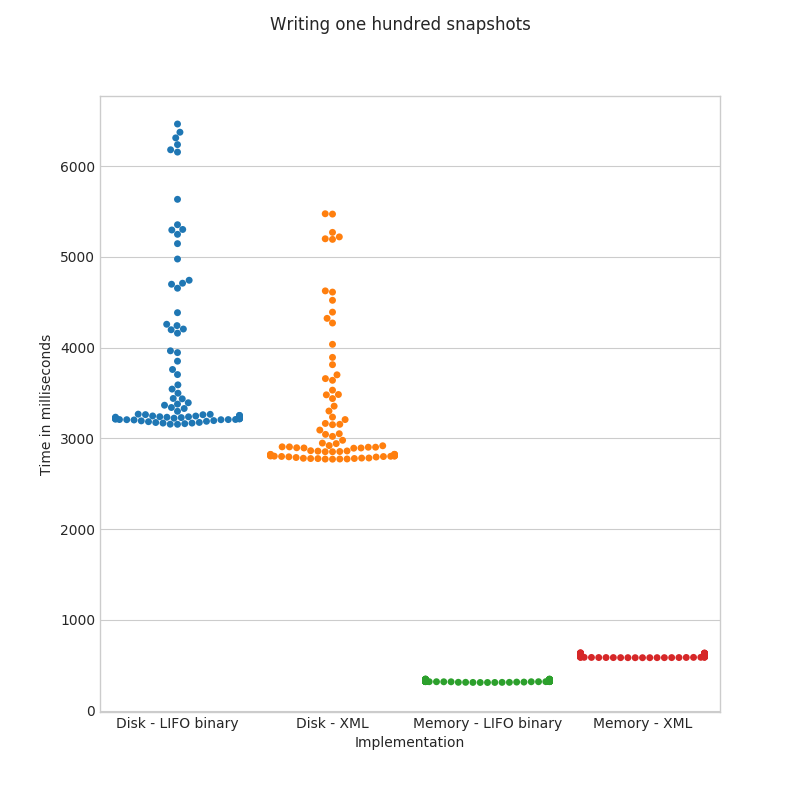 Writing one hundred snapshots
6000
5000
4000
3000
2000
1000
0
Time in milliseconds
Disk - LIFO binary
Disk - XML
Memory - LIFO binary
Memory - XML
Implementation